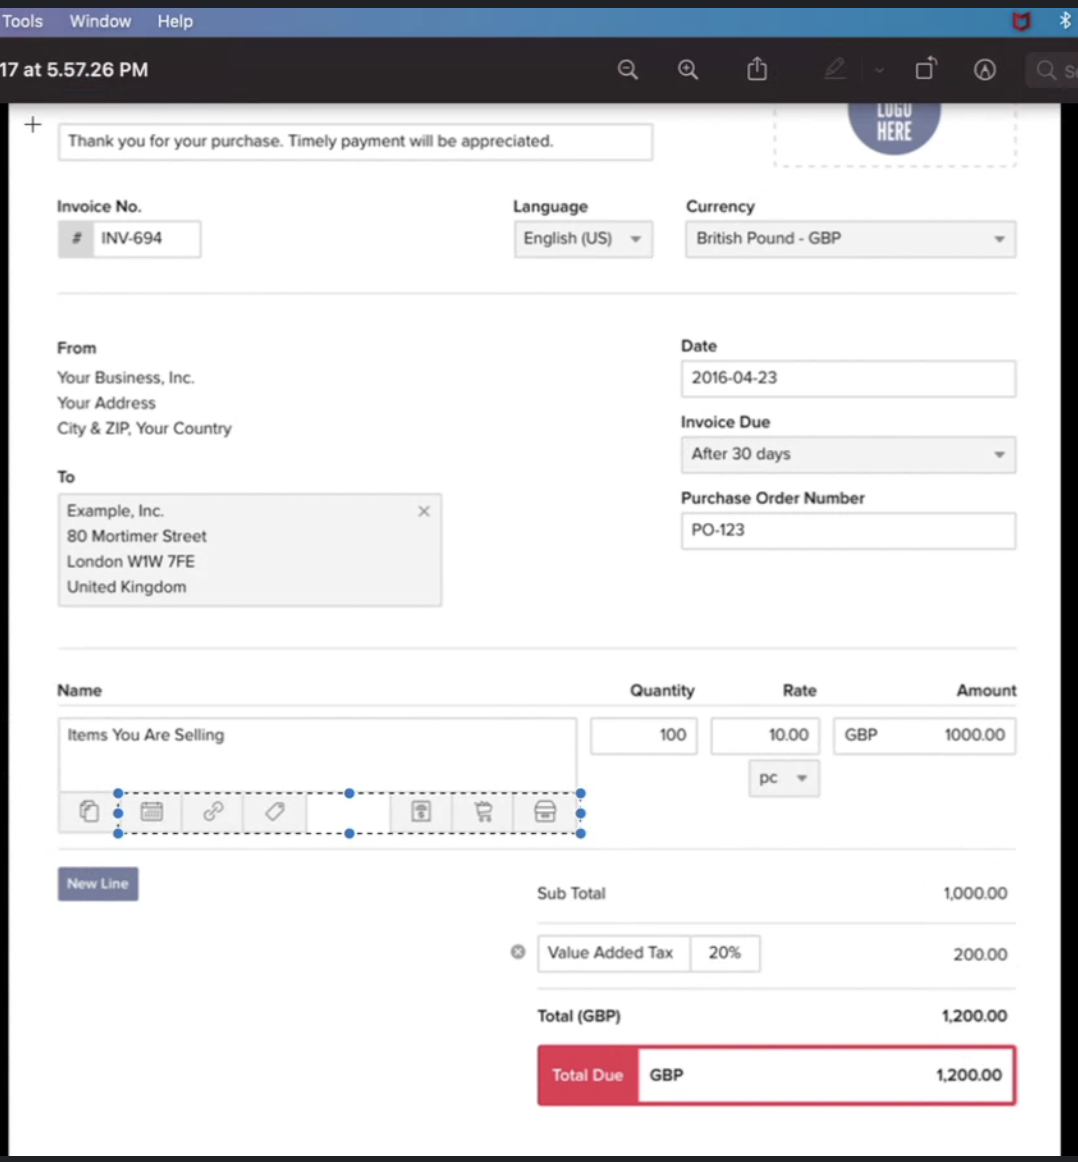 Tools Window Help
17 at 5.57.26 PM
LOGO
HERE
Thank you for your purchase. Timely payment will be appreciated.
Invoice No.
# INV-694
Language
English (US)
Currency
British Pound - GBP
From
Your Business, Inc.
Your Address
City & ZIP, Your Country
To
Example, Inc.
80 Mortimer Street
London W1W 7FE
United Kingdom
Date
2016-04-23
Invoice Due
After 30 days
Purchase Order Number
PO-123
Name Quantity Rate Amount
Items You Are Selling 100 10.00 GBP 1000.00
pc
New Line
Sub Total 1,000.00
Value Added Tax 20% 200.00
Total (GBP) 1,200.00
Total Due GBP 1,200.00